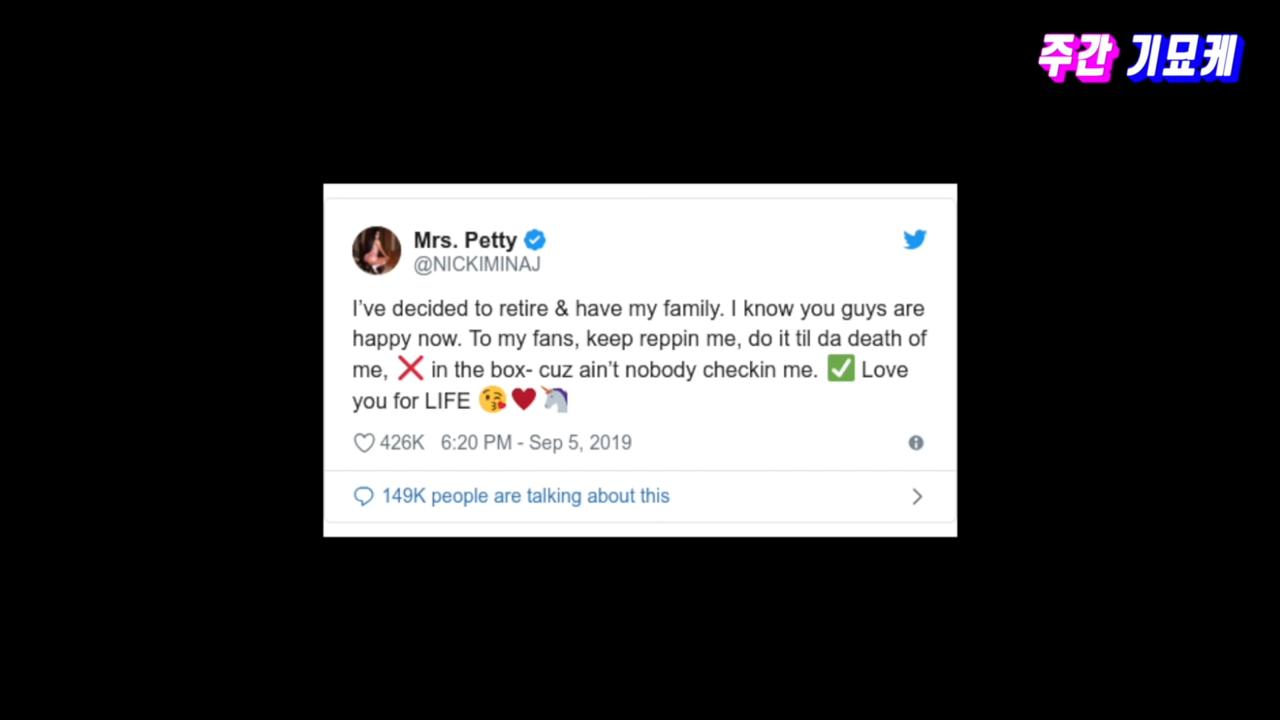 주간 기묘케
Mrs. Petty
@NICKIMINAJ
I've decided to retire & have my family. I know you guys are
happy now. To my fans, keep reppin me, do it til da death of
me, ❌ in the box- cuz ain't nobody checkin me. ✅ Love
you for LIFE 😘❤️🦄
426K 6:20 PM - Sep 5, 2019
149K people are talking about this